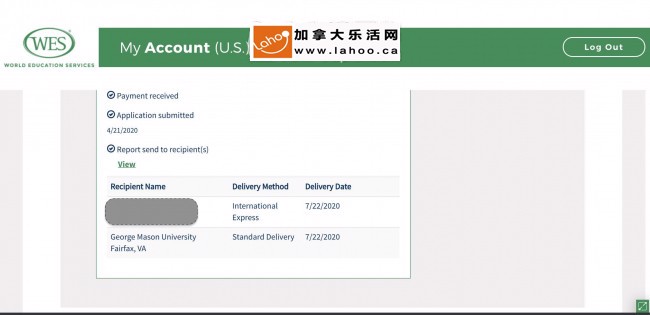 WES
WORLD EDUCATION SERVICES
My Account (U.S.)
Laho
加拿大乐活网
www.lahoo.ca
Log Out
Payment received
Application submitted
4/21/2020
Report send to recipient(s)
View
Recipient Name Delivery Method Delivery Date
International Express 7/22/2020
George Mason University Fairfax, VA Standard Delivery 7/22/2020